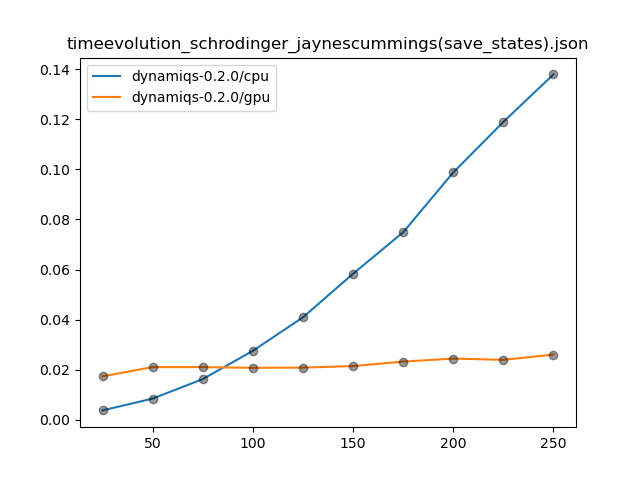 timeevolution_schrodinger_jaynescummings(save_states).json
dynamiqs-0.2.0/cpu
dynamiqs-0.2.0/gpu
0.14
0.12
0.10
0.08
0.06
0.04
0.02
0.00
50 100 150 200 250